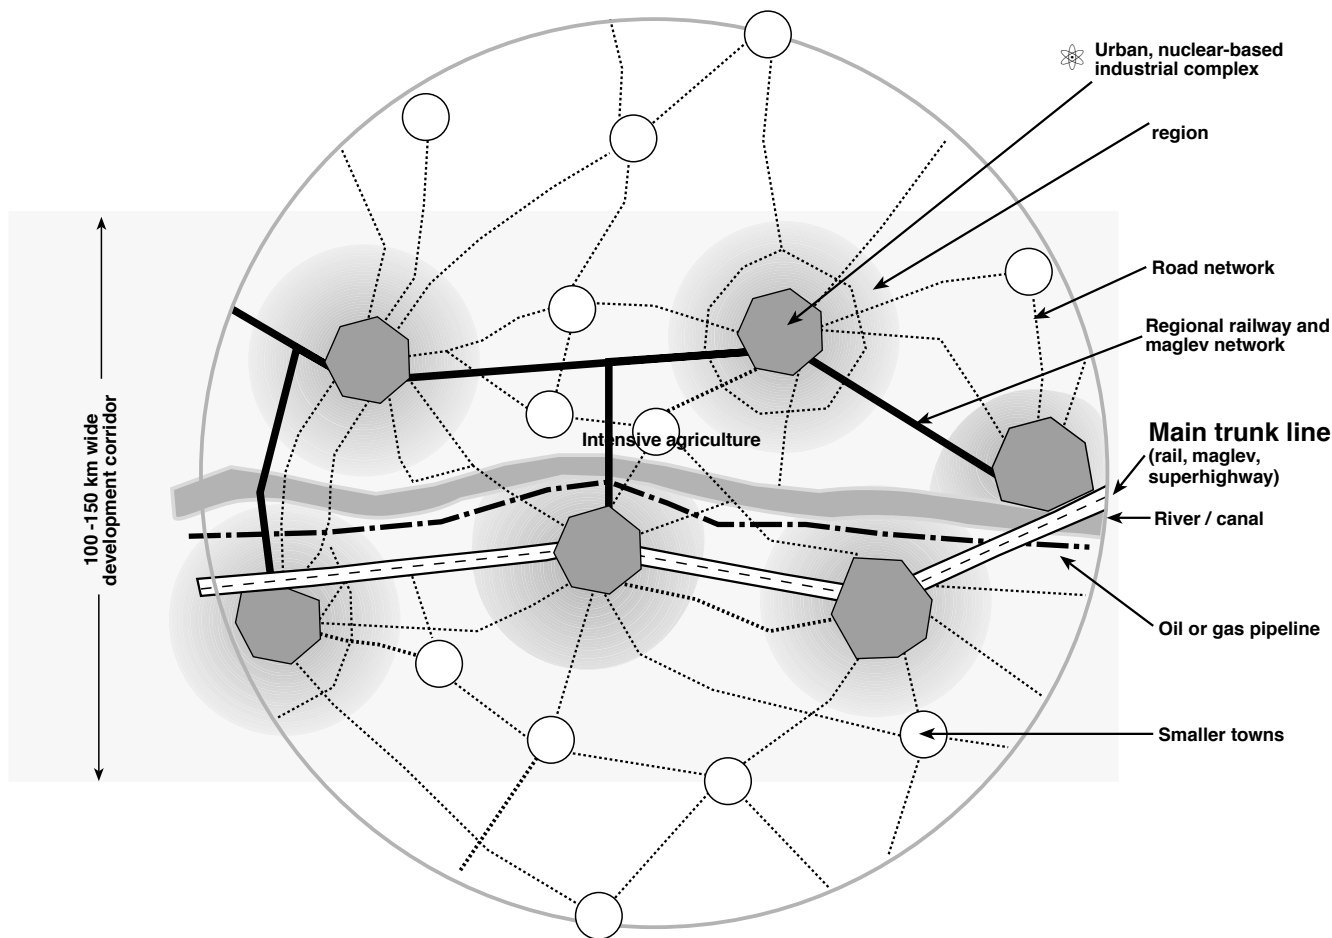 Urban, nuclear-based
industrial complex
region
Road network
Regional railway and
maglev network
Main trunk line
(rail, maglev,
superhighway)
River / canal
Oil or gas pipeline
Smaller towns
Intensive agriculture
100 -150 km wide
development corridor